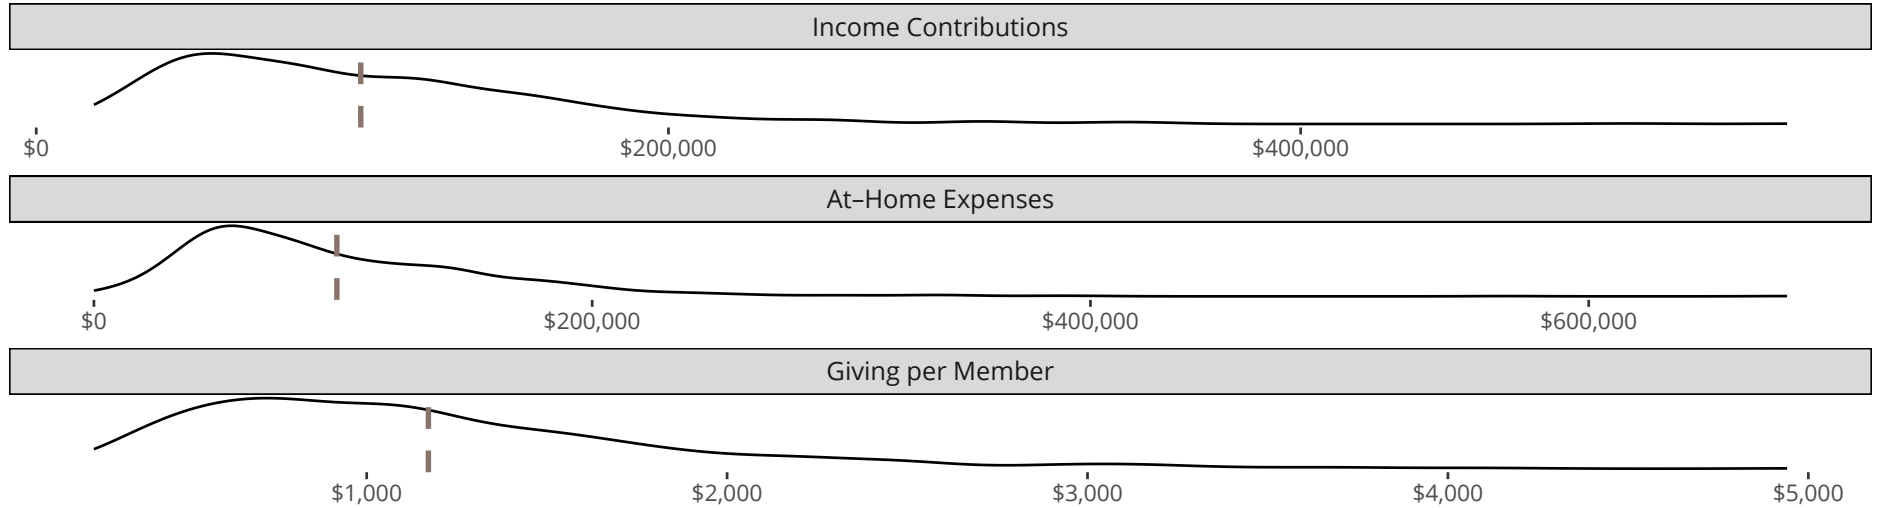 Income Contributions
$0 $200,000 $400,000
At–Home Expenses
$0 $200,000 $400,000 $600,000
Giving per Member
$1,000 $2,000 $3,000 $4,000 $5,000